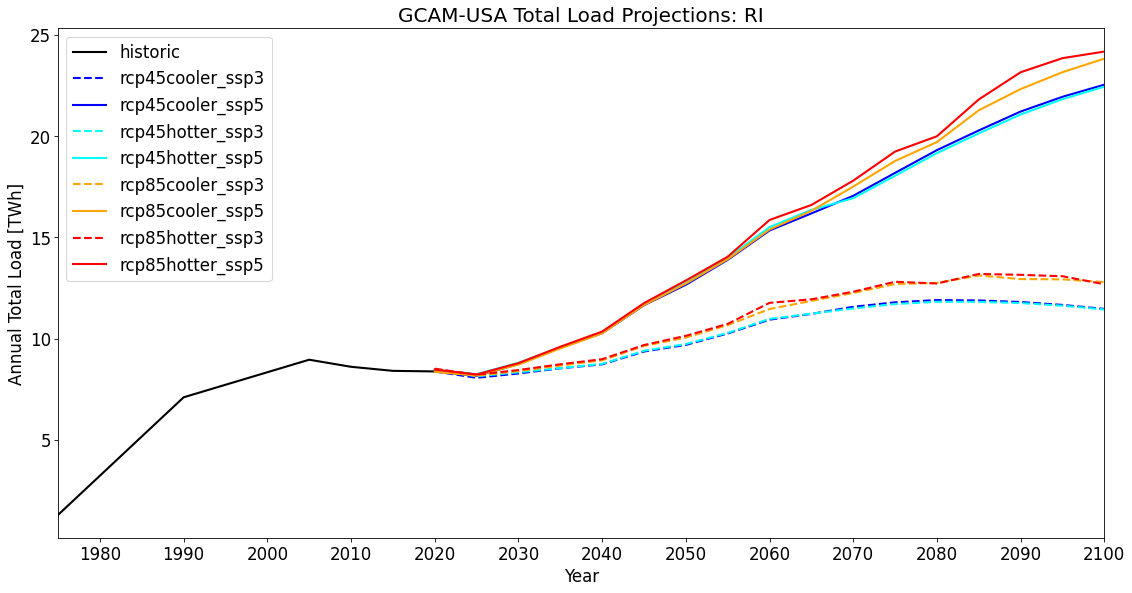 GCAM-USA Total Load Projections: RI
25
20
15
10
5
Annual Total Load [TWh]
historic
rcp45cooler_ssp3
rcp45cooler_ssp5
rcp45hotter_ssp3
rcp45hotter_ssp5
rcp85cooler_ssp3
rcp85cooler_ssp5
rcp85hotter_ssp3
rcp85hotter_ssp5
1980 1990 2000 2010 2020 2030 2040 2050 2060 2070 2080 2090 2100
Year